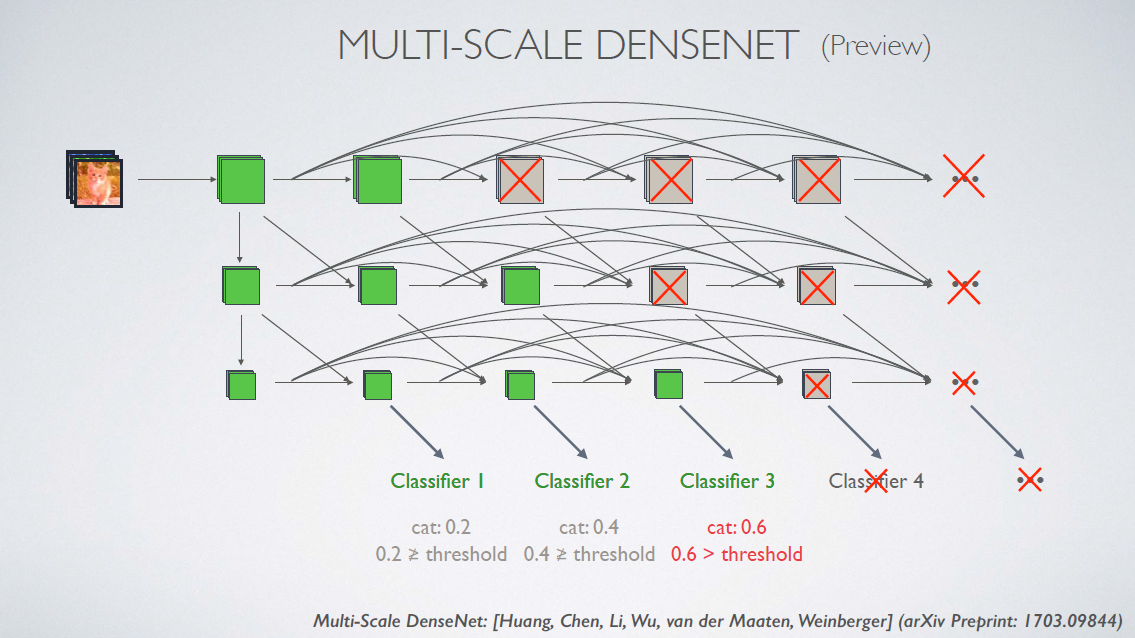 MULTI-SCALE DENSENET (Preview)
Classifier 1 Classifier 2 Classifier 3 Classifier 4
cat: 0.2 cat: 0.4 cat: 0.6
0.2 ≱ threshold 0.4 ≱ threshold 0.6 > threshold
Multi-Scale DenseNet: [Huang, Chen, Li, Wu, van der Maaten, Weinberger] (arXiv Preprint: 1703.09844)